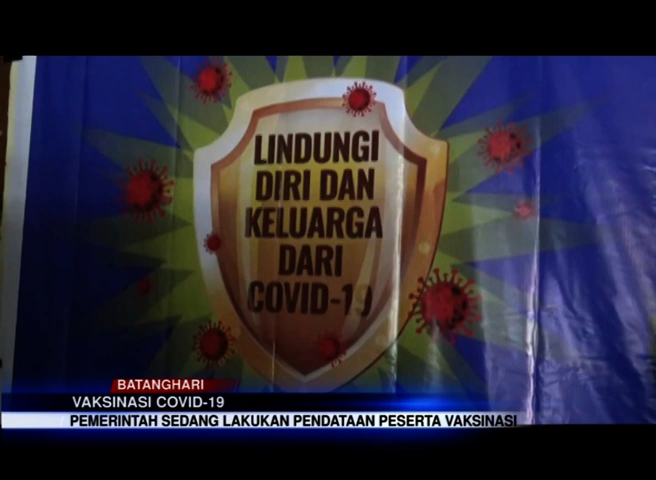 LINDUNGI
DIRI DAN
KELUARGA
DARI
COVID-19
BATANGHARI
VAKSINASI COVID-19
PEMERINTAH SEDANG LAKUKAN PENDATAAN PESERTA VAKSINASI